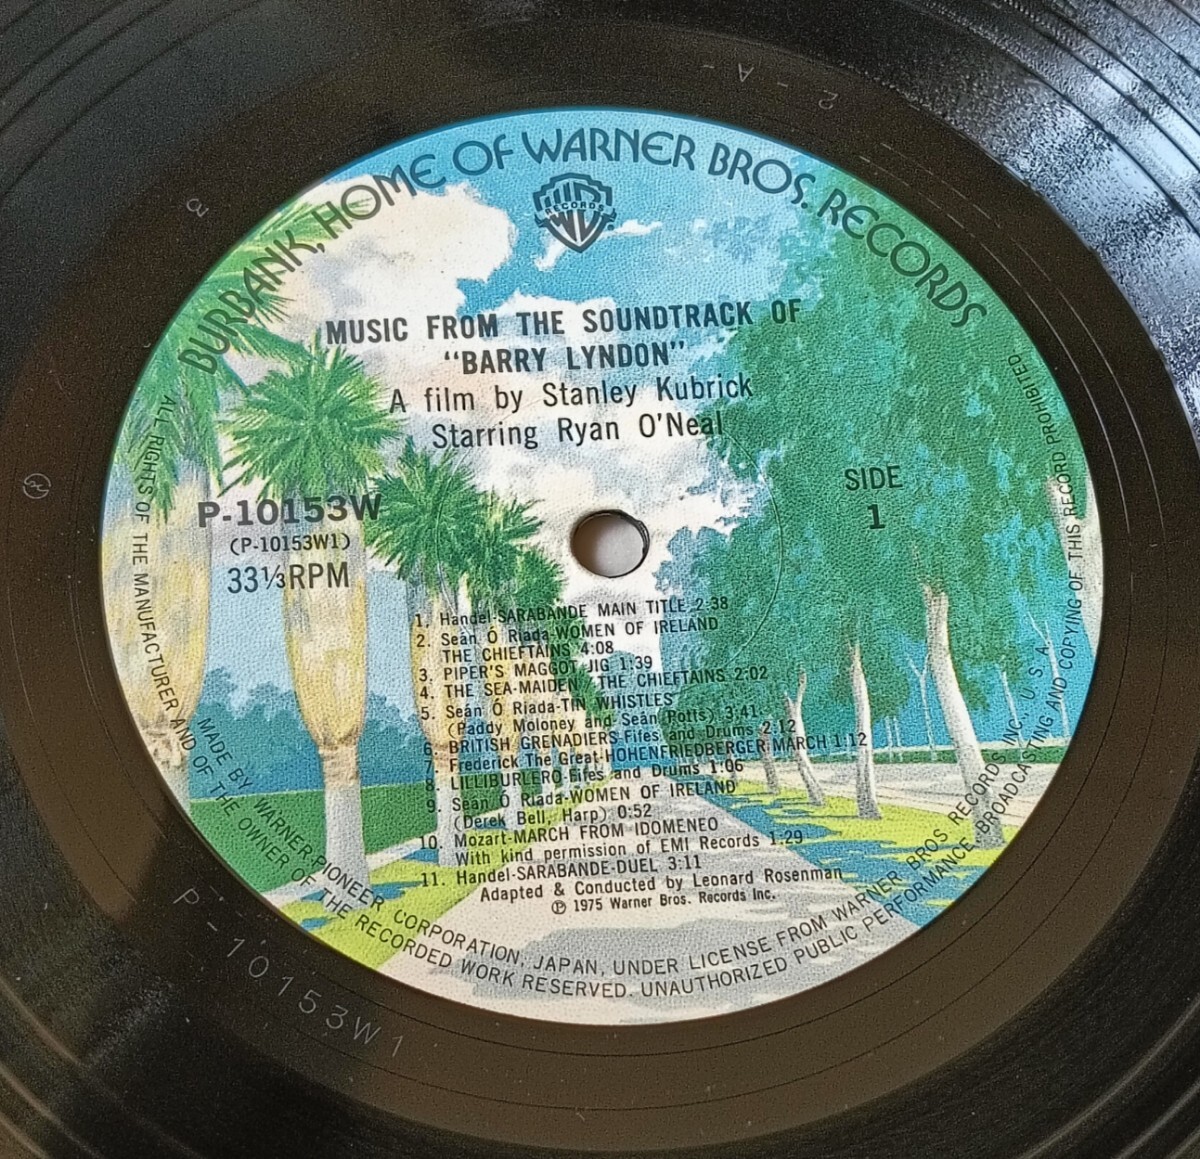 BURBANK, HOME OF WARNER BROS. RECORDS
RECORDS
MUSIC FROM THE SOUNDTRACK OF
"BARRY LYNDON"
A film by Stanley Kubrick
Starring Ryan O'Neal
P-10153W
(P-10153W1)
33⅓RPM
SIDE
1
1. Handel-SARABANDE MAIN TITLE 2:38
2. Seán Ó Riada-WOMEN OF IRELAND
THE CHIEFTAINS 4:08
3. PIPER'S MAGGOT JIG 1:39
4. THE SEA-MAIDEN / THE CHIEFTAINS 2:02
5. Seán Ó Riada-TIN WHISTLES
(Paddy Moloney and Seán Potts) 3:41
6. BRITISH GRENADIERS-Fifes and Drums 2:12
7. Frederick The Great-HOHENFRIEDBERGER MARCH 1:12
8. LILLIBURLERO-Fifes and Drums 1:06
9. Seán Ó Riada-WOMEN OF IRELAND
(Derek Bell, Harp) 0:52
10. Mozart-MARCH FROM IDOMENEO
With kind permission of EMI Records 1:29
11. Handel-SARABANDE-DUEL 3:11
Adapted & Conducted by Leonard Rosenman
Ⓟ 1975 Warner Bros. Records Inc.
MADE BY WARNER-PIONEER CORPORATION, JAPAN, UNDER LICENSE FROM WARNER BROS RECORDS INC., U. S. A.
ALL RIGHTS OF THE MANUFACTURER AND OF THE OWNER OF THE RECORDED WORK RESERVED. UNAUTHORIZED PUBLIC PERFORMANCE, BROADCASTING AND COPYING OF THIS RECORD PROHIBITED
P-10153W1
2-A-
3